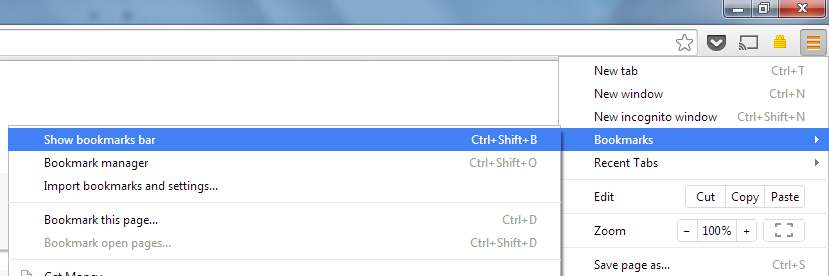 New tab Ctrl+T
New window Ctrl+N
New incognito window Ctrl+Shift+N
Bookmarks
Recent Tabs
Edit Cut Copy Paste
Zoom − 100% +
Save page as... Ctrl+S
Show bookmarks bar Ctrl+Shift+B
Bookmark manager Ctrl+Shift+O
Import bookmarks and settings...
Bookmark this page... Ctrl+D
Bookmark open pages... Ctrl+Shift+D